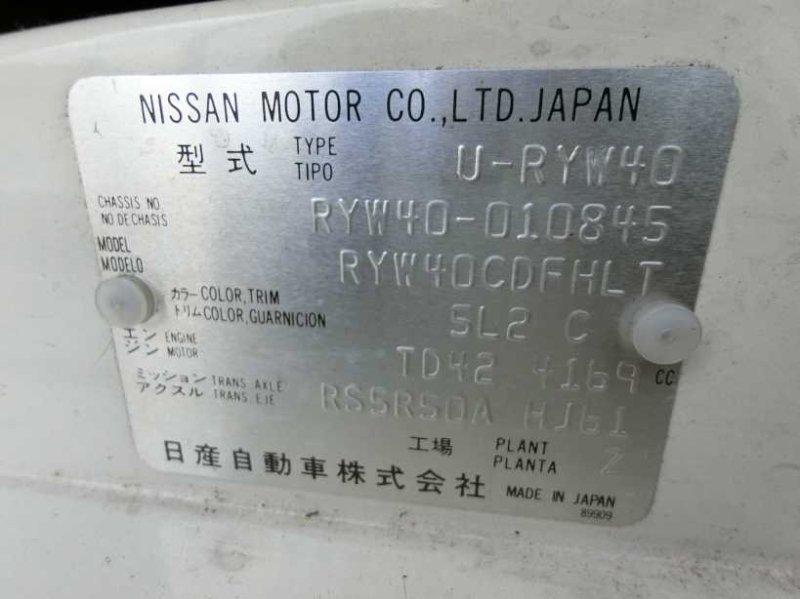 NISSAN MOTOR CO.,LTD.JAPAN
型式 TYPE TIPO U-RYW40
CHASSIS NO. NO DE CHASIS RYW40-010845
MODEL MODELO RYW40CDFHLT
カラー COLOR,TRIM
トリム COLOR,GUARNICION 5L2 C
エンジン ENGINE MOTOR TD42 4169 CC
ミッション TRANS. AXLE
アクスル TRANS. EJE RS5R50A HJ61
工場 PLANT PLANTA Z
日産自動車株式会社 MADE IN JAPAN
89909